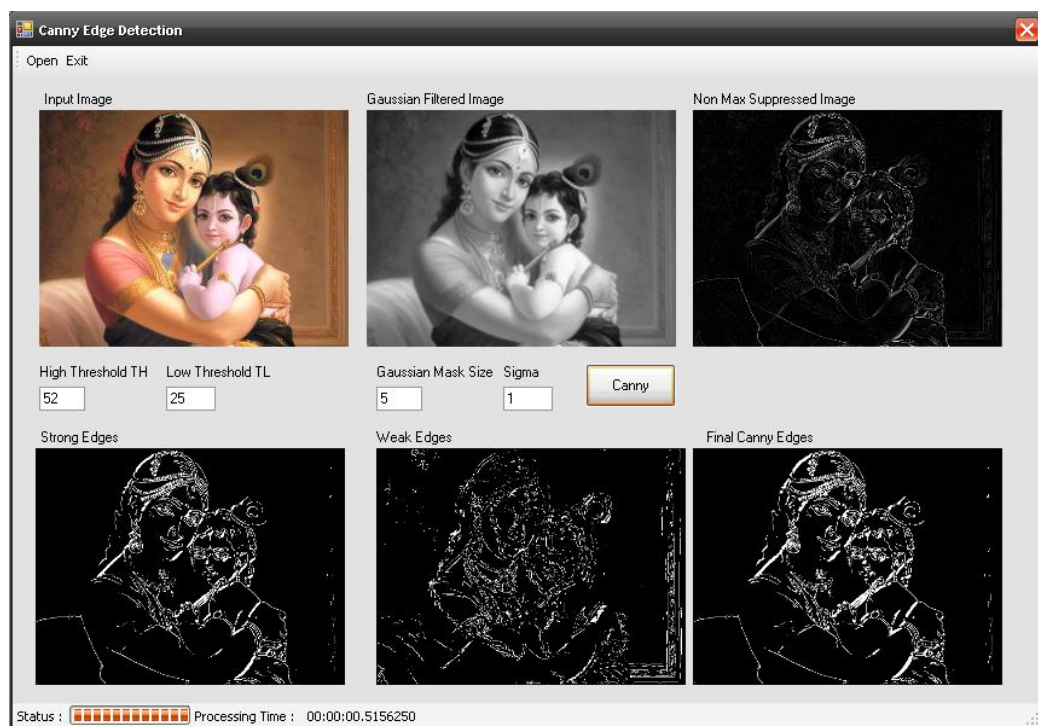 Canny Edge Detection
Open Exit
Input Image
Gaussian Filtered Image
Non Max Suppressed Image
High Threshold TH
Low Threshold TL
Gaussian Mask Size
Sigma
52
25
5
1
Canny
Strong Edges
Weak Edges
Final Canny Edges
Status : Processing Time : 00:00:00.5156250